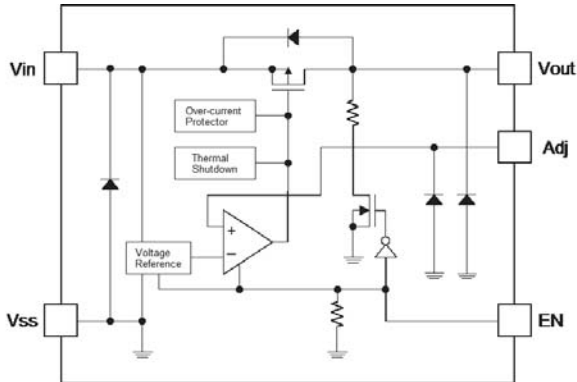 Vin
Vout
Over-current
Protector
Adj
Thermal
Shutdown
+
−
Voltage
Reference
Vss
EN